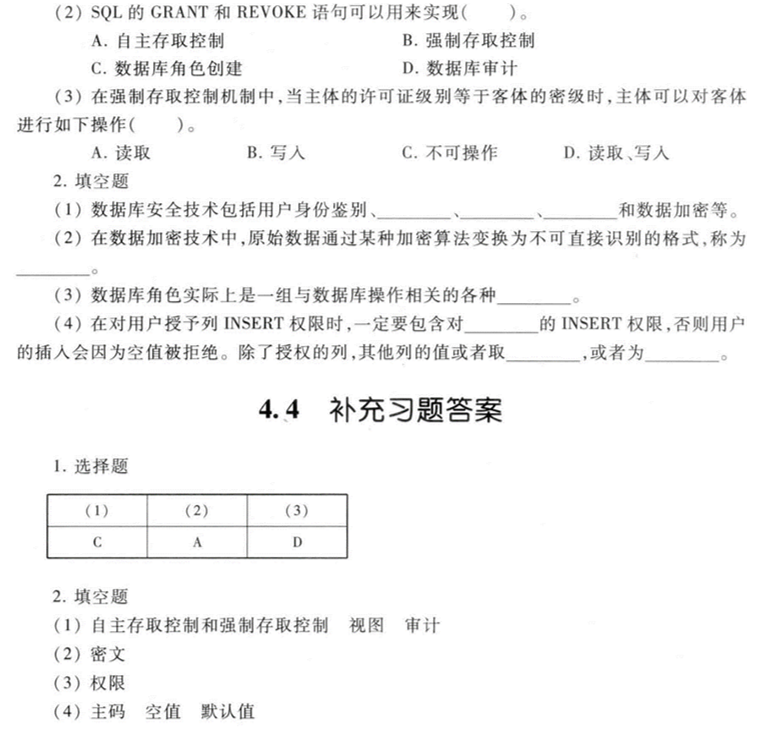 (2) SQL 的 GRANT 和 REVOKE 语句可以用来实现(    )。
A. 自主存取控制    B. 强制存取控制
C. 数据库角色创建    D. 数据库审计
(3) 在强制存取控制机制中,当主体的许可证级别等于客体的密级时,主体可以对客体
进行如下操作(    )。
A. 读取    B. 写入    C. 不可操作    D. 读取、写入
2. 填空题
(1) 数据库安全技术包括用户身份鉴别、________、________、________和数据加密等。
(2) 在数据加密技术中,原始数据通过某种加密算法变换为不可直接识别的格式,称为
________。
(3) 数据库角色实际上是一组与数据库操作相关的各种________。
(4) 在对用户授予列 INSERT 权限时,一定要包含对________的 INSERT 权限,否则用户
的插入会因为空值被拒绝。除了授权的列,其他列的值或者取________,或者为________。
4.4 补充习题答案
1. 选择题
(1) (2) (3)
C A D
2. 填空题
(1) 自主存取控制和强制存取控制 视图 审计
(2) 密文
(3) 权限
(4) 主码 空值 默认值